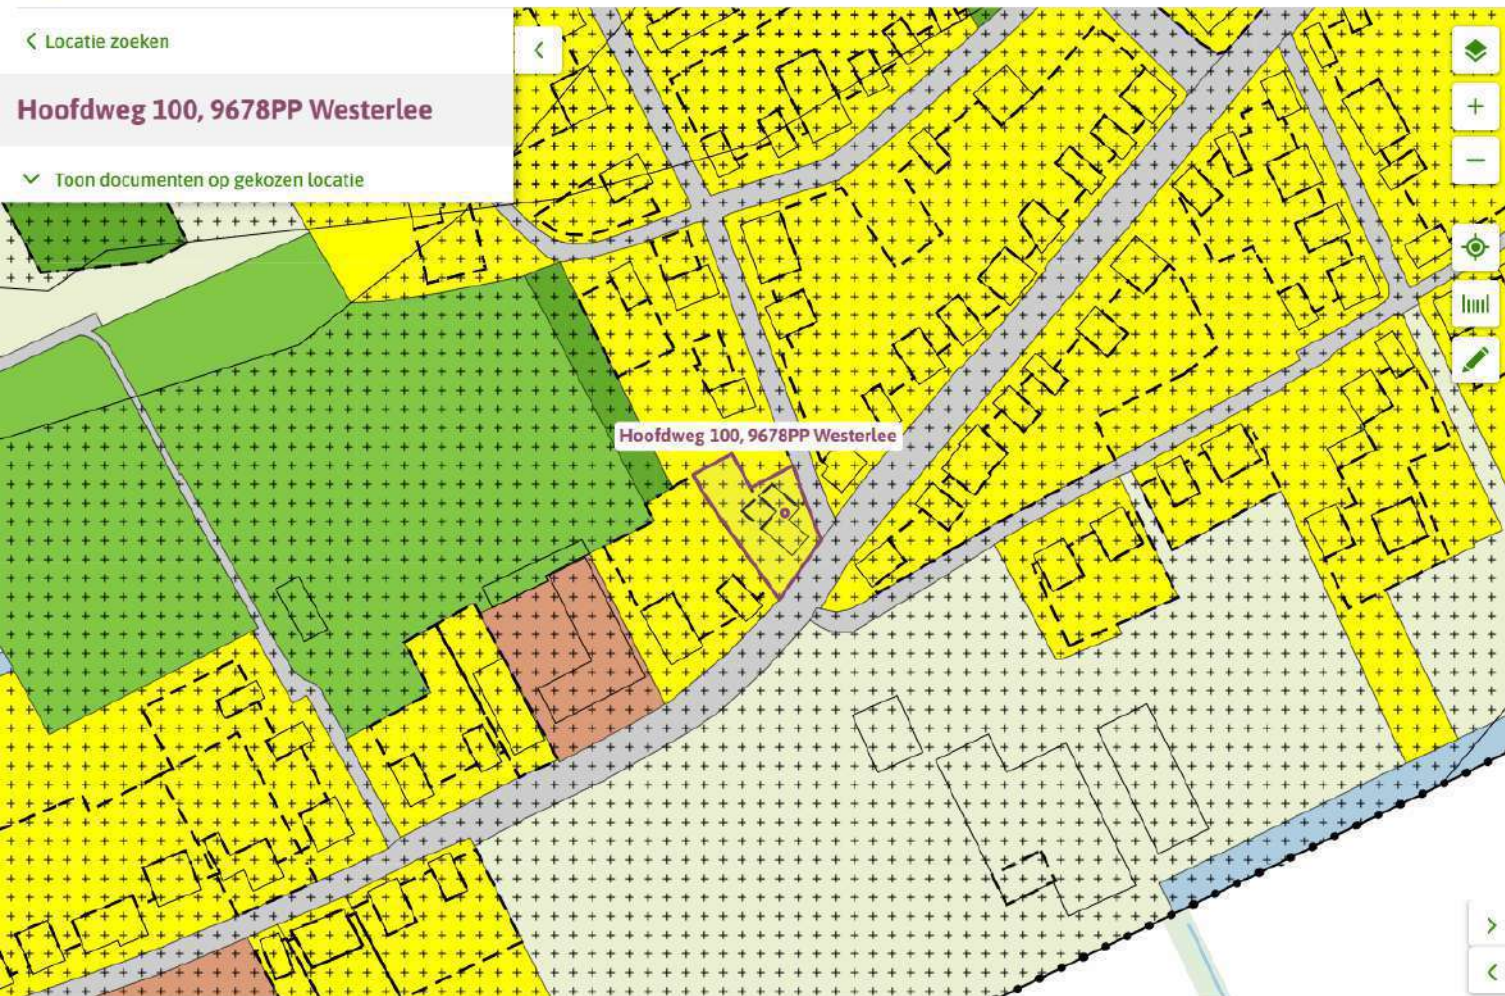 Locatie zoeken
Hoofdweg 100, 9678PP Westerlee
Toon documenten op gekozen locatie
Hoofdweg 100, 9678PP Westerlee